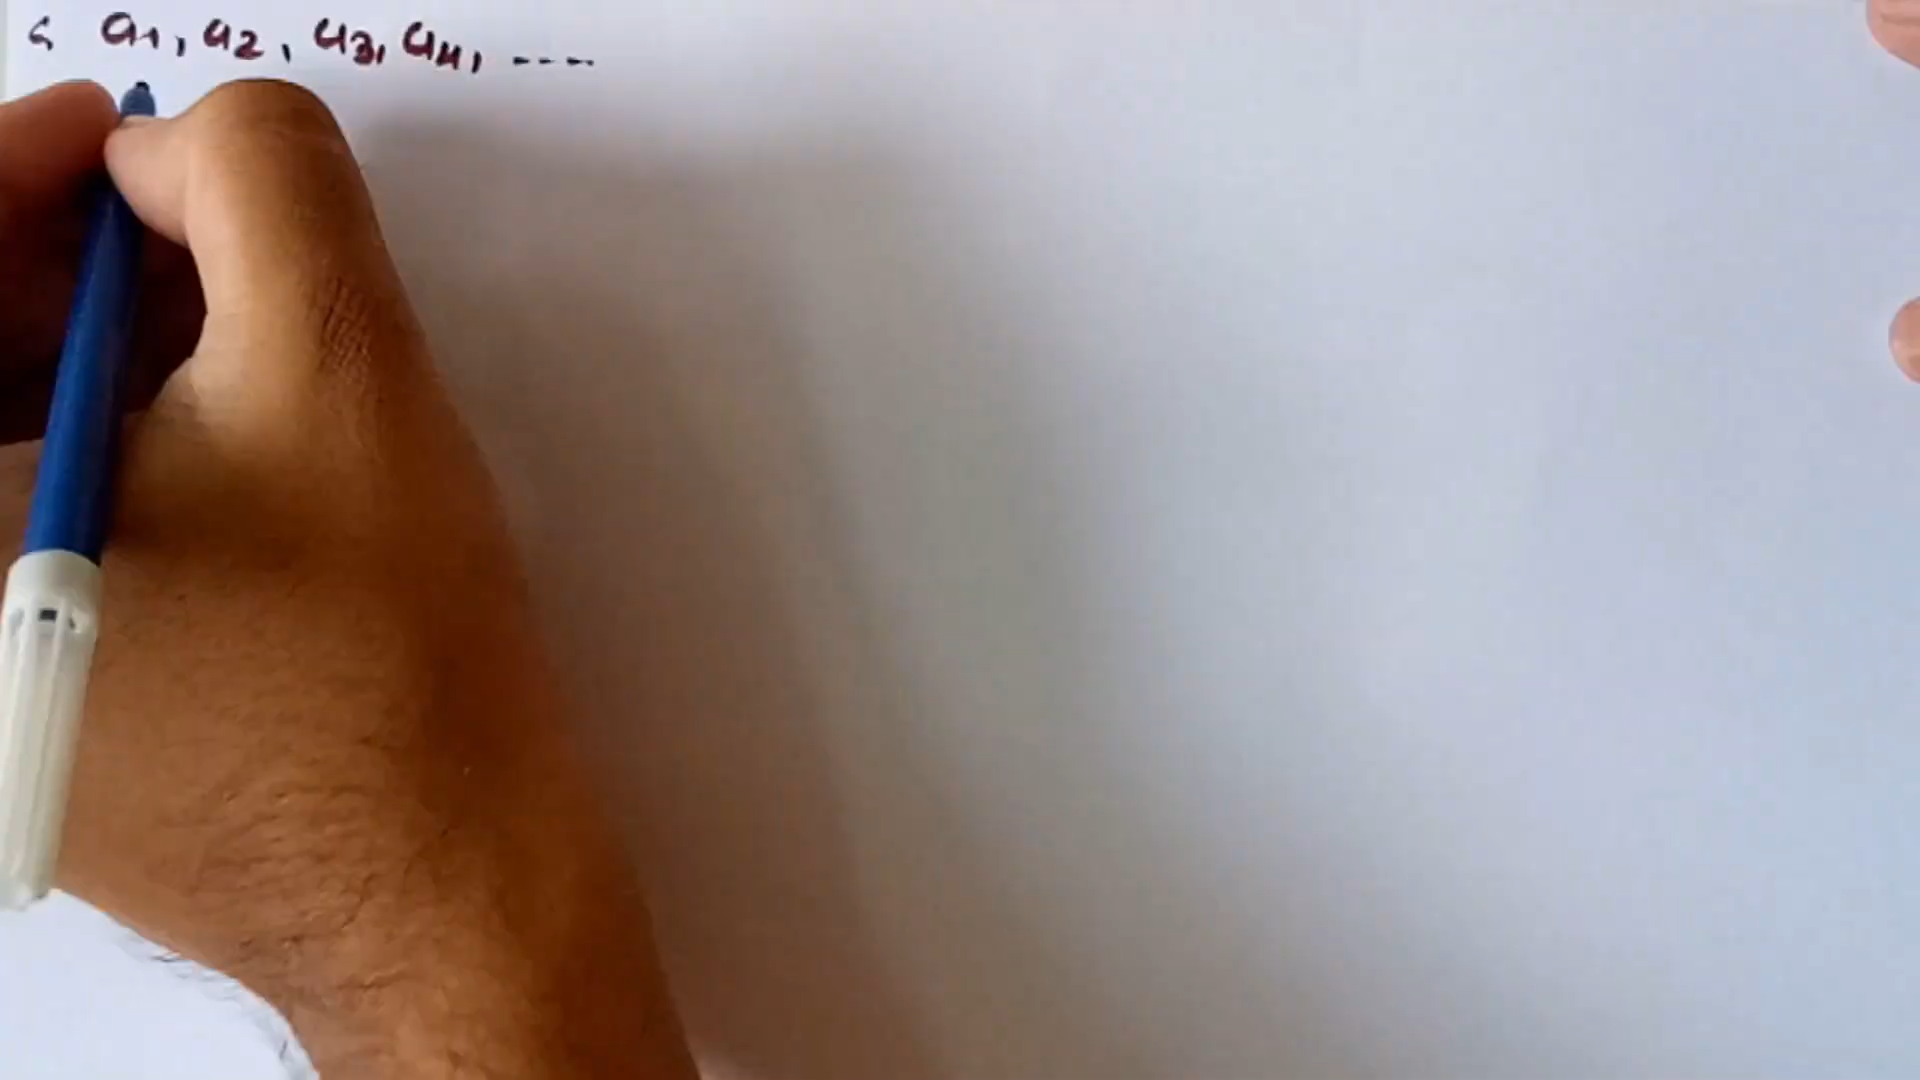 a1, a2, a3, a4, ----